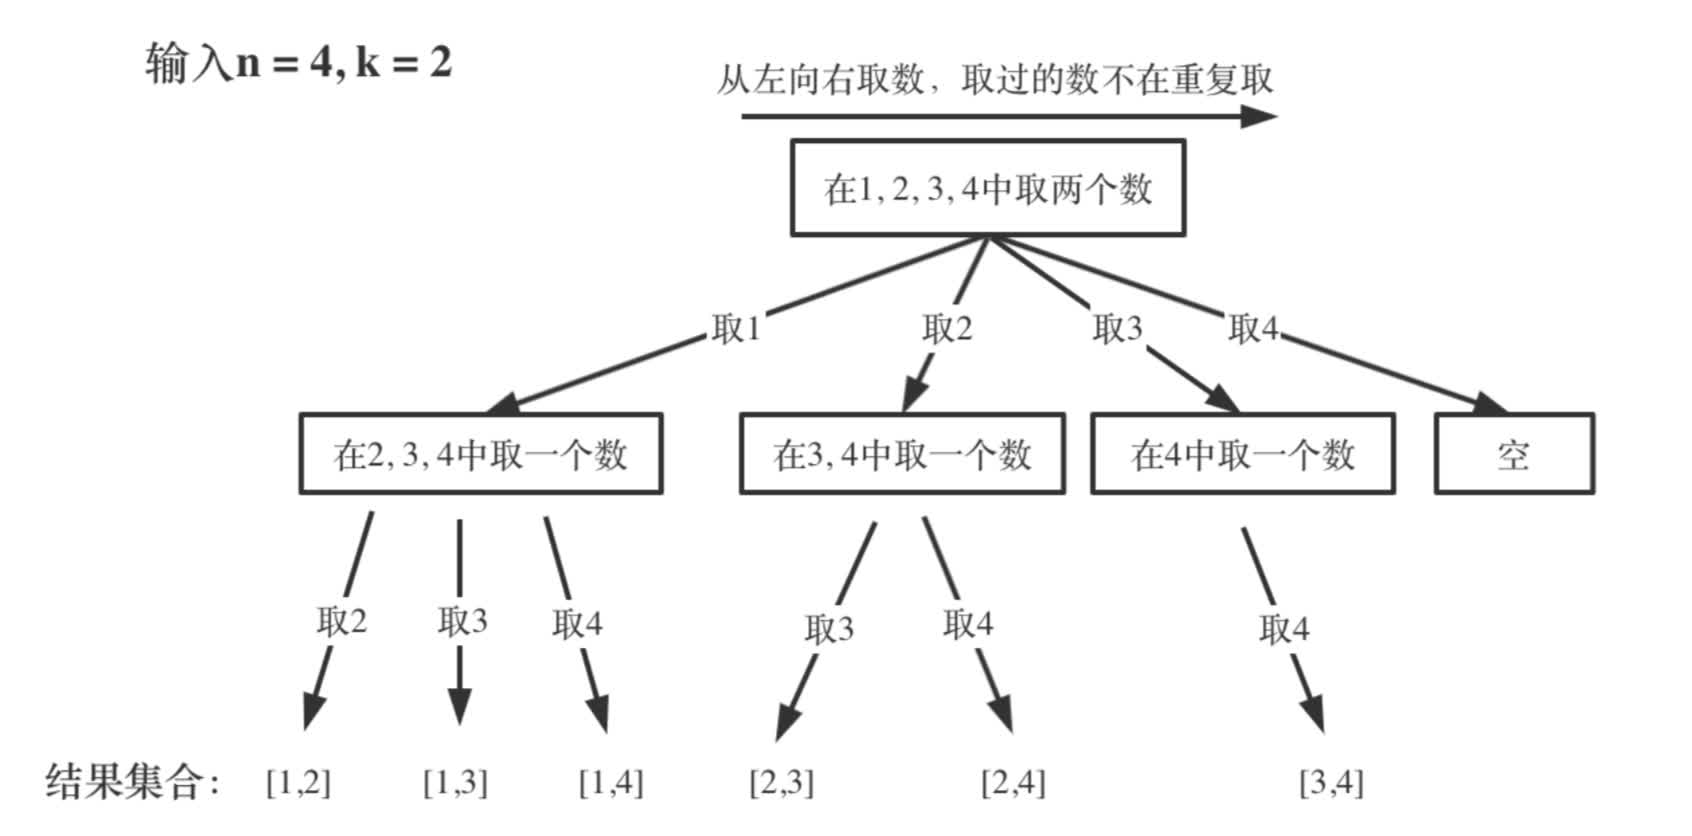 输入n = 4, k = 2
从左向右取数，取过的数不在重复取
在1, 2, 3, 4中取两个数
取1
取2
取3
取4
在2, 3, 4中取一个数
在3, 4中取一个数
在4中取一个数
空
取2
取3
取4
取3
取4
取4
结果集合： [1,2] [1,3] [1,4] [2,3] [2,4] [3,4]